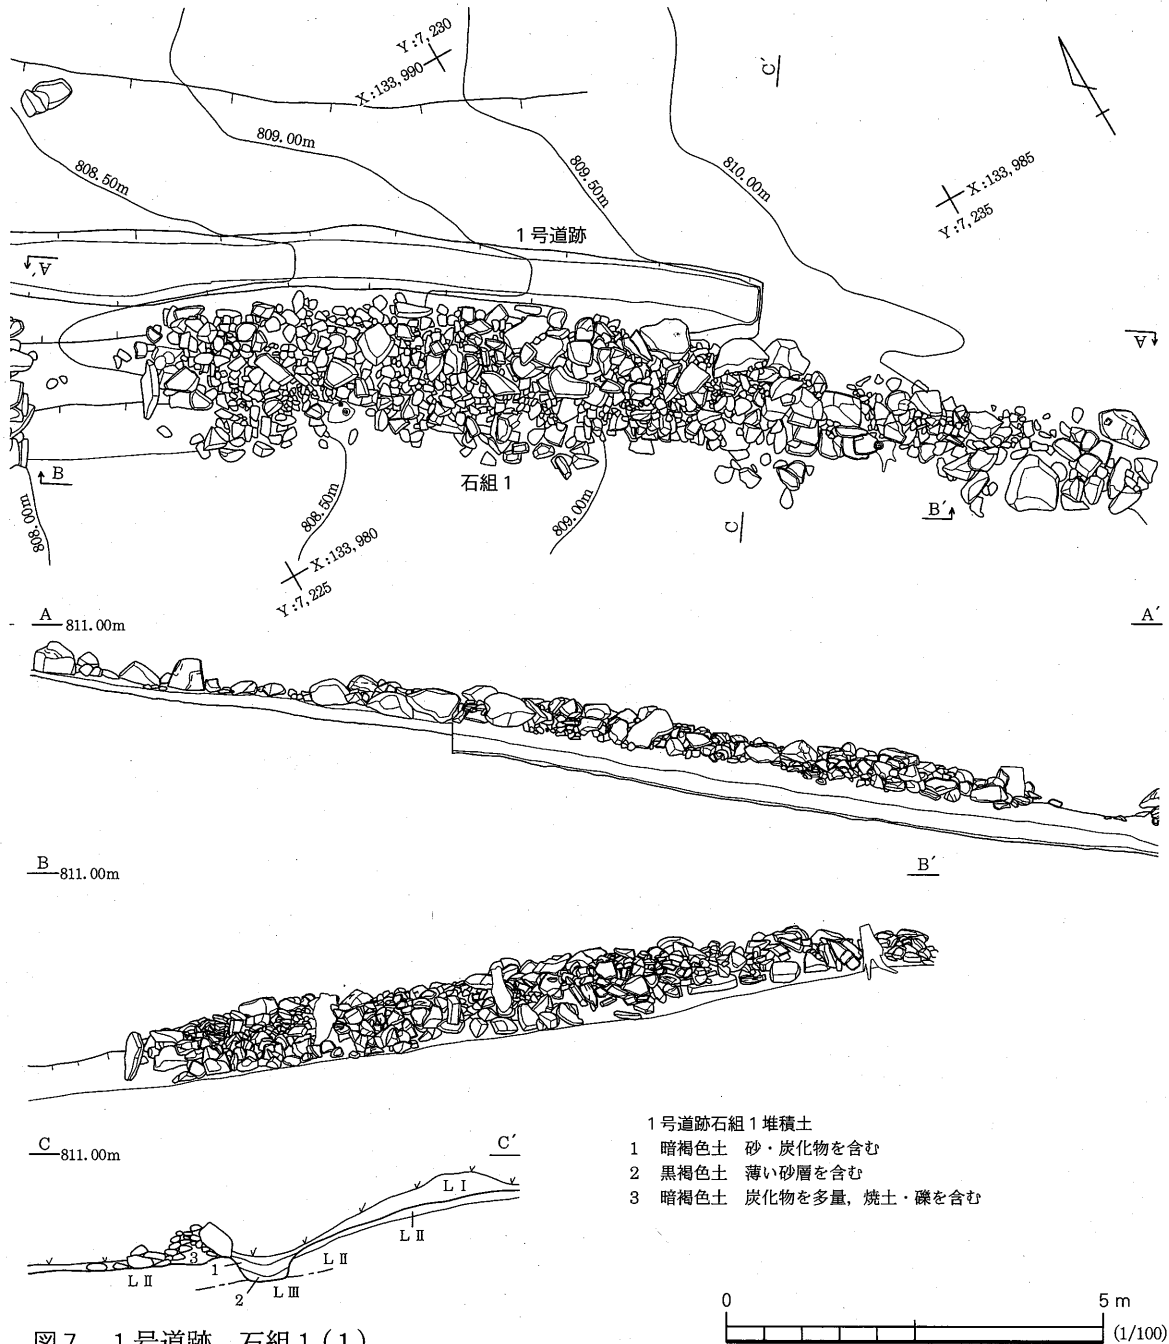 Y:7,230
X:133,990
C′
809.00m
808.50m
809.50m
810.00m
X:133,985
Y:7,235
1号道跡
A′
A
B
石組1
808.00m
808.50m
809.00m
C
B′
X:133,980
Y:7,225
A 811.00m A′
B 811.00m B′
C 811.00m C′
1号道跡石組1堆積土
1 暗褐色土 砂・炭化物を含む
2 黒褐色土 薄い砂層を含む
3 暗褐色土 炭化物を多量,焼土・礫を含む
LⅠ
LⅡ
3
1
LⅡ
LⅡ
2
LⅢ
0 5m
(1/100)
図7 1号道跡 石組1(1)